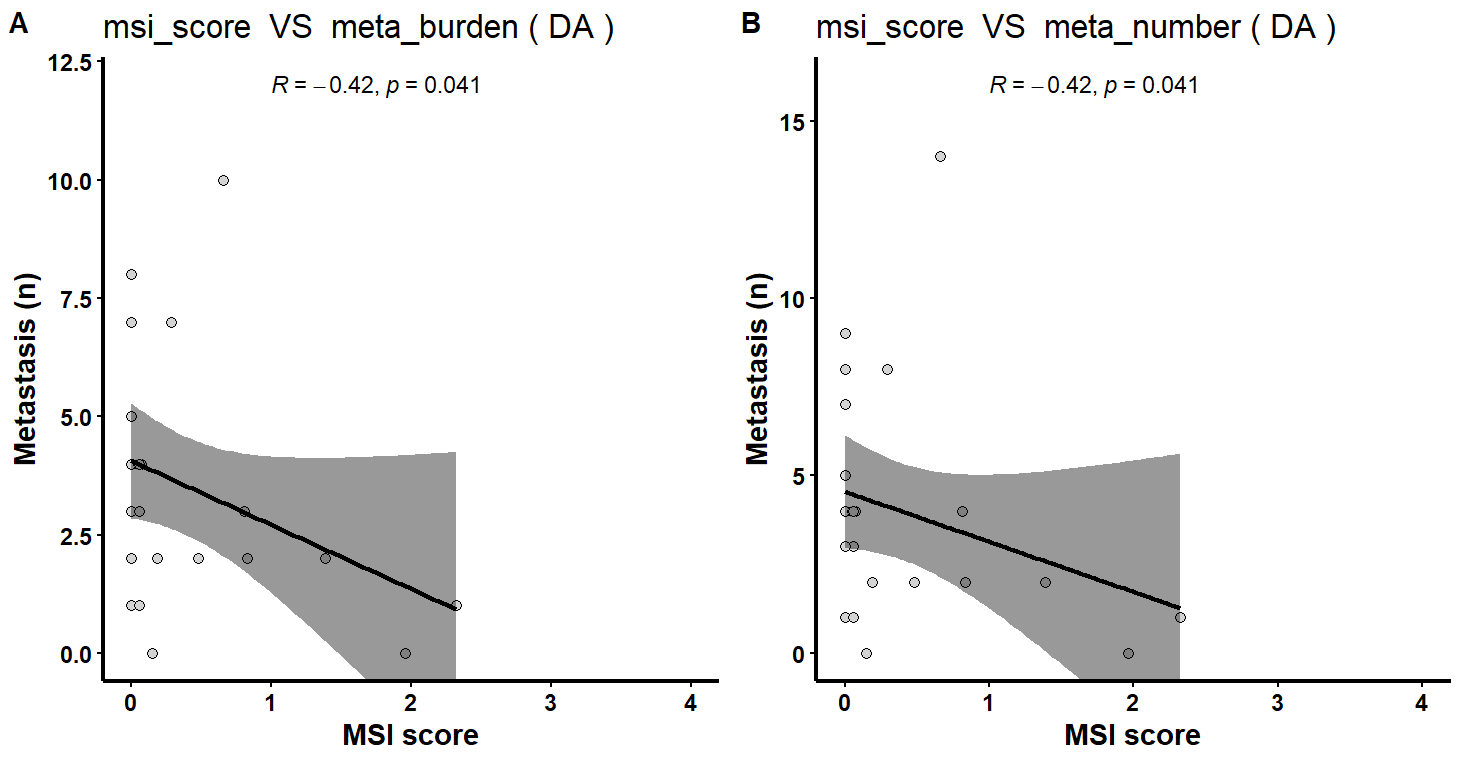 A
msi_score VS meta_burden ( DA )
R = −0.42, p = 0.041
12.5
10.0
7.5
5.0
2.5
0.0
Metastasis (n)
0 1 2 3 4
MSI score
B
msi_score VS meta_number ( DA )
R = −0.42, p = 0.041
15
10
5
0
Metastasis (n)
0 1 2 3 4
MSI score